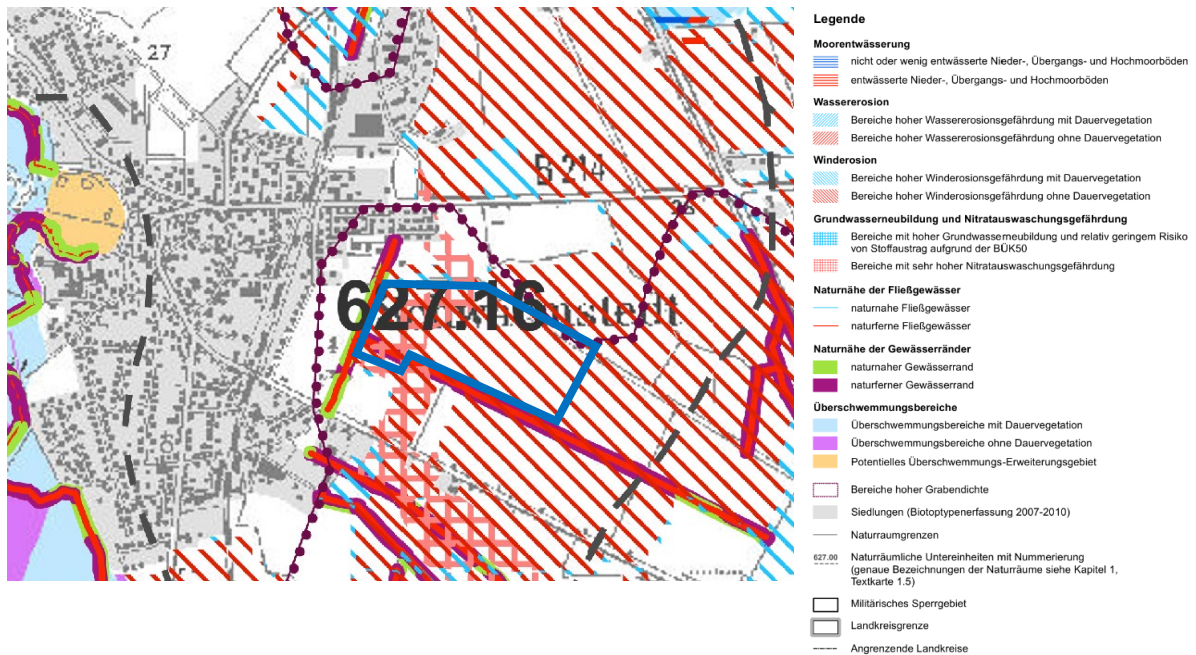 27
B 214
627.16
Legende
Moorentwässerung
nicht oder wenig entwässerte Nieder-, Übergangs- und Hochmoorböden
entwässerte Nieder-, Übergangs- und Hochmoorböden
Wassererosion
Bereiche hoher Wassererosionsgefährdung mit Dauervegetation
Bereiche hoher Wassererosionsgefährdung ohne Dauervegetation
Winderosion
Bereiche hoher Winderosionsgefährdung mit Dauervegetation
Bereiche hoher Winderosionsgefährdung ohne Dauervegetation
Grundwasserneubildung und Nitratauswaschungsgefährdung
Bereiche mit hoher Grundwasserneubildung und relativ geringem Risiko
von Stoffaustrag aufgrund der BÜK50
Bereiche mit sehr hoher Nitratauswaschungsgefährdung
Naturnähe der Fließgewässer
naturnahe Fließgewässer
naturferne Fließgewässer
Naturnähe der Gewässerränder
naturnaher Gewässerrand
naturferner Gewässerrand
Überschwemmungsbereiche
Überschwemmungsbereiche mit Dauervegetation
Überschwemmungsbereiche ohne Dauervegetation
Potentielles Überschwemmungs-Erweiterungsgebiet
Bereiche hoher Grabendichte
Siedlungen (Biotoptypenerfassung 2007-2010)
Naturraumgrenzen
627.00 Naturräumliche Untereinheiten mit Nummerierung
(genaue Bezeichnungen der Naturräume siehe Kapitel 1,
Textkarte 1.5)
Militärisches Sperrgebiet
Landkreisgrenze
Angrenzende Landkreise